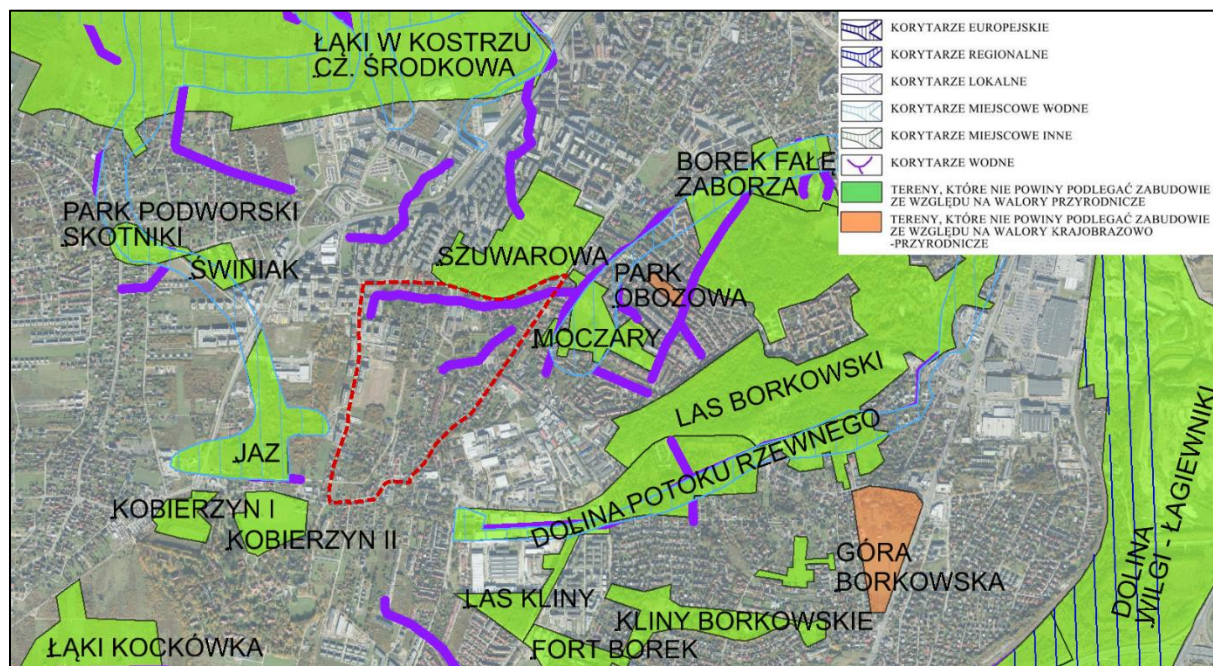 ŁĄKI W KOSTRZU
CZ. ŚRODKOWA
PARK PODWORSKI
SKOTNIKI
ŚWINIAK
SZUWAROWA
BOREK FAŁĘ
ZABORZA
PARK
OBOZOWA
MOCZARY
LAS BORKOWSKI
JAZ
DOLINA POTOKU RZEWNEGO
KOBIERZYN I
KOBIERZYN II
GÓRA
BORKOWSKA
DOLINA
WILGI - ŁAGIEWNIKI
LAS KLINY
KLINY BORKOWSKIE
ŁĄKI KOCKÓWKA
FORT BOREK
KORYTARZE EUROPEJSKIE
KORYTARZE REGIONALNE
KORYTARZE LOKALNE
KORYTARZE MIEJSCOWE WODNE
KORYTARZE MIEJSCOWE INNE
KORYTARZE WODNE
TERENY, KTÓRE NIE POWINY PODLEGAĆ ZABUDOWIE
ZE WZGLĘDU NA WALORY PRZYRODNICZE
TERENY, KTÓRE NIE POWINY PODLEGAĆ ZABUDOWIE
ZE WZGLĘDU NA WALORY KRAJOBRAZOWO
-PRZYRODNICZE